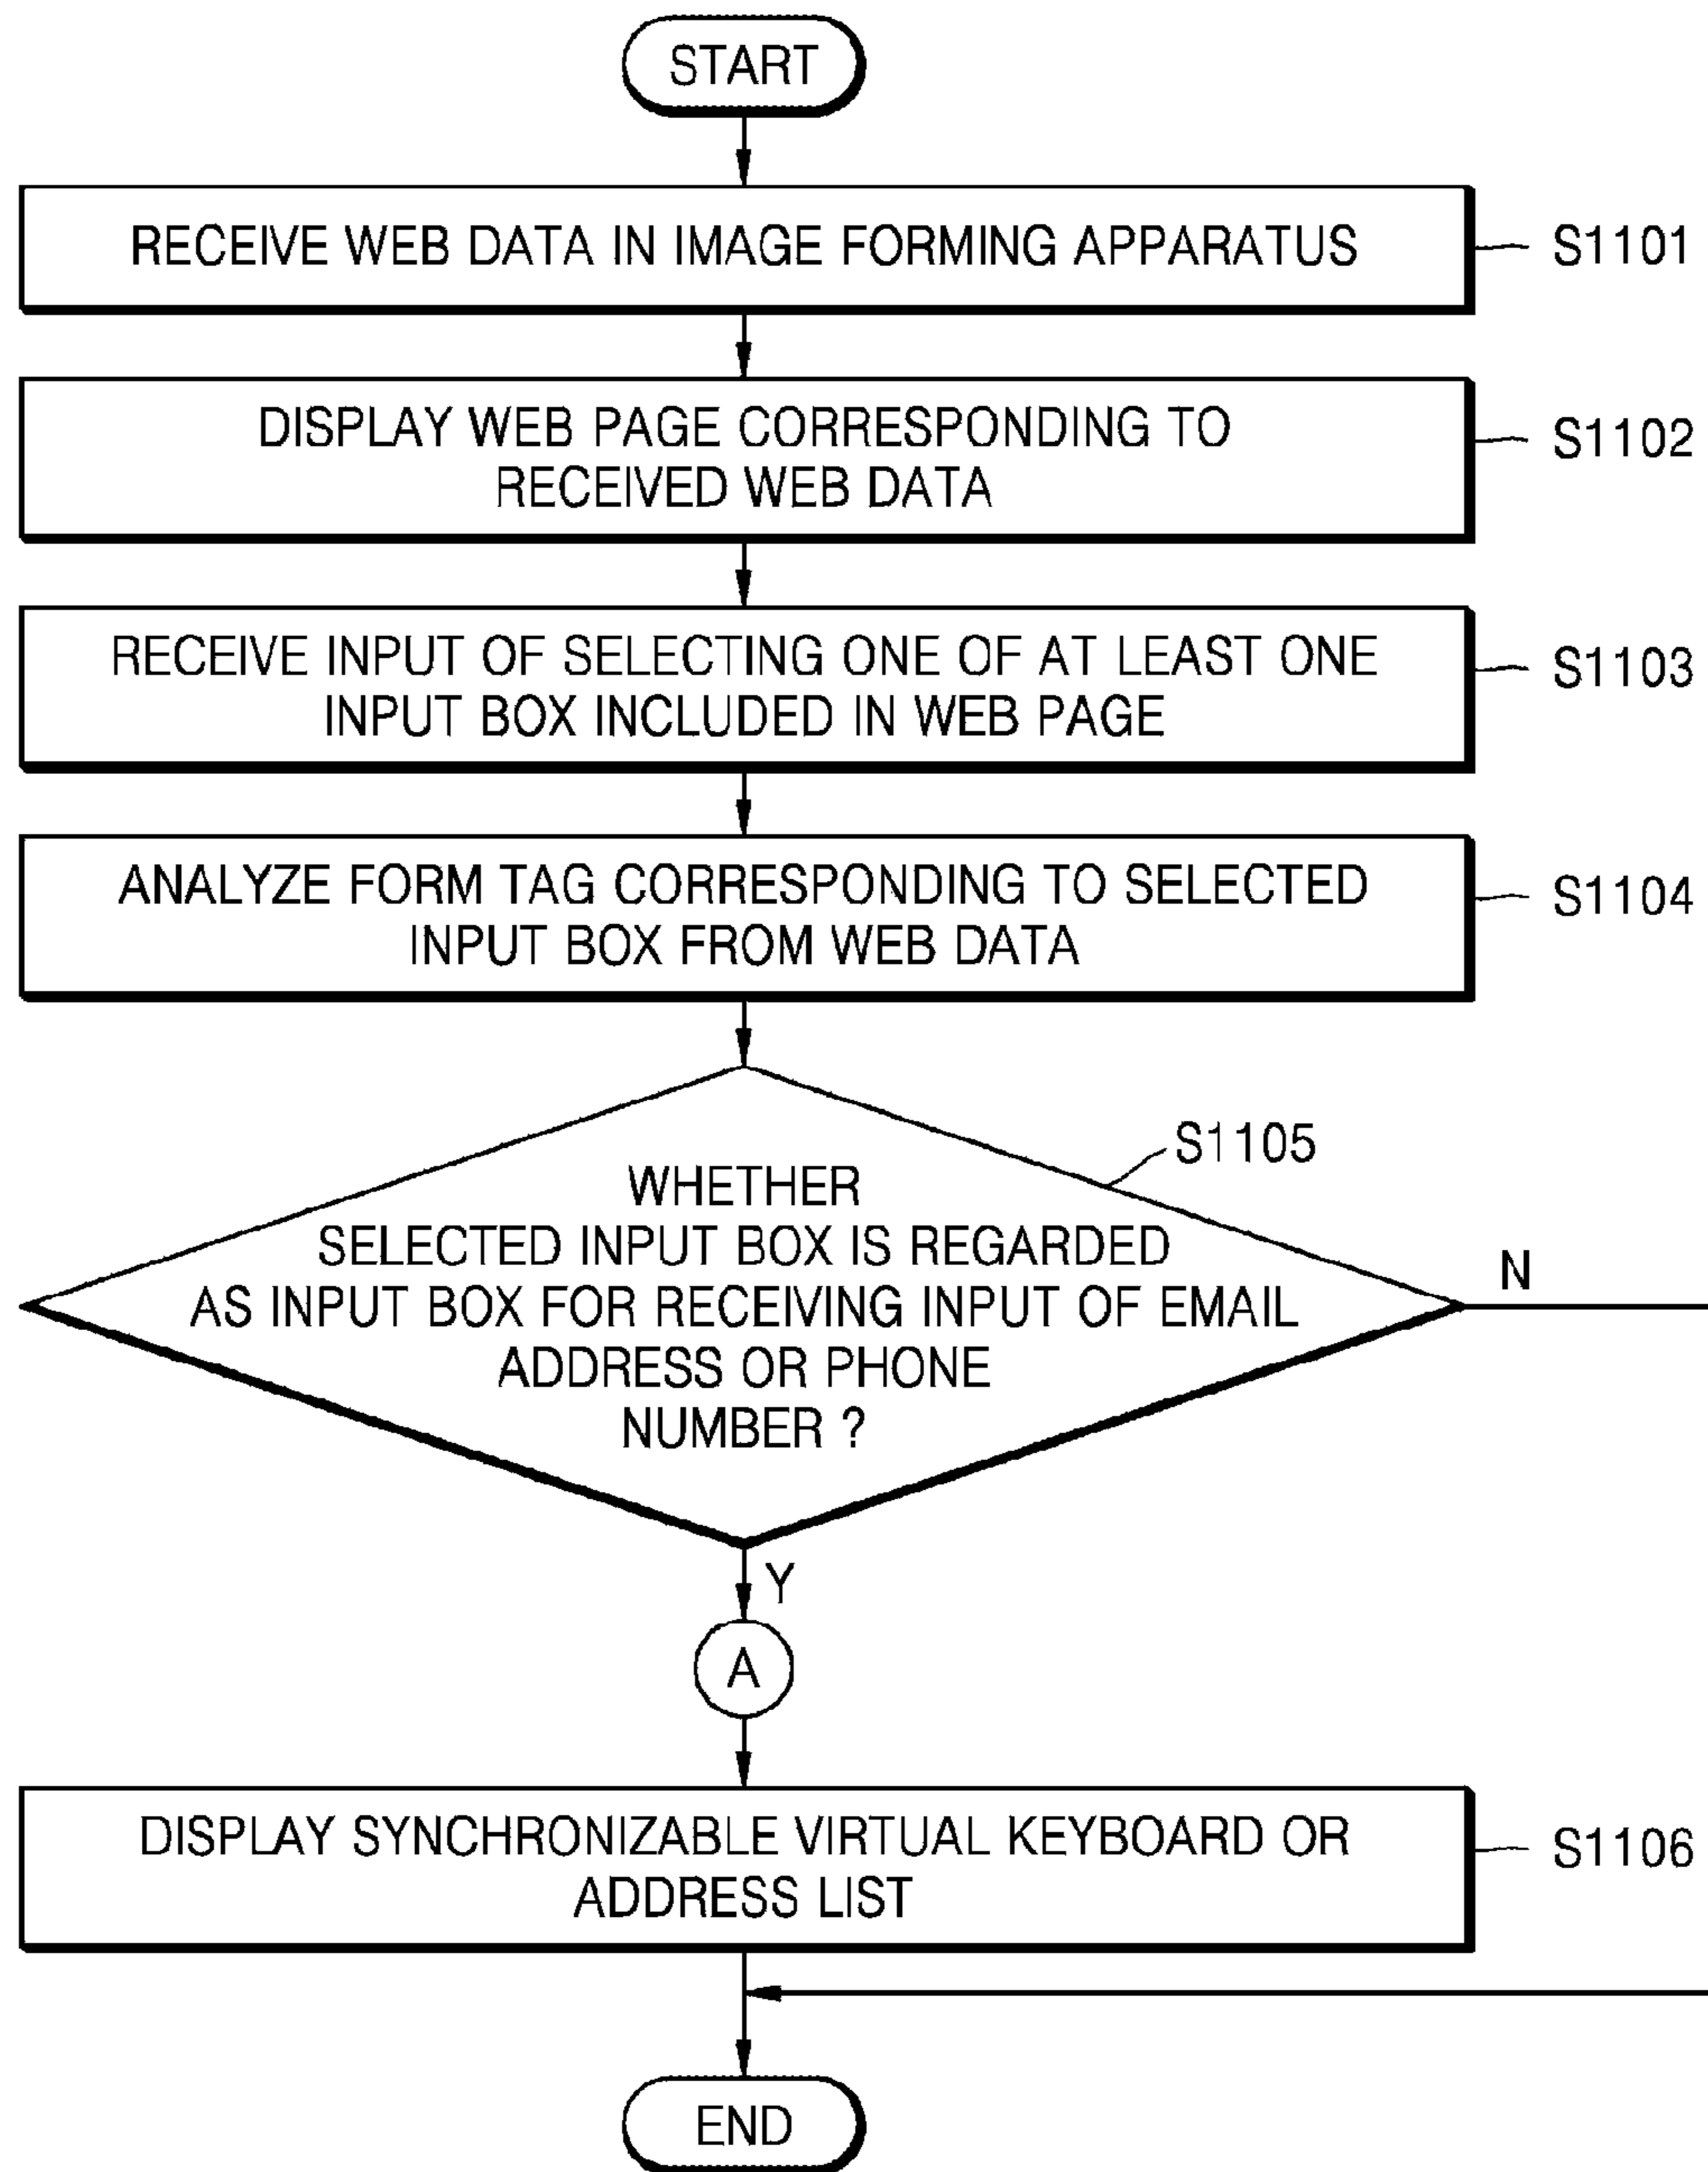 START
RECEIVE WEB DATA IN IMAGE FORMING APPARATUS
S1101
DISPLAY WEB PAGE CORRESPONDING TO
RECEIVED WEB DATA
S1102
RECEIVE INPUT OF SELECTING ONE OF AT LEAST ONE
INPUT BOX INCLUDED IN WEB PAGE
S1103
ANALYZE FORM TAG CORRESPONDING TO SELECTED
INPUT BOX FROM WEB DATA
S1104
S1105
WHETHER
SELECTED INPUT BOX IS REGARDED
AS INPUT BOX FOR RECEIVING INPUT OF EMAIL
ADDRESS OR PHONE
NUMBER ?
N
Y
A
DISPLAY SYNCHRONIZABLE VIRTUAL KEYBOARD OR
ADDRESS LIST
S1106
END